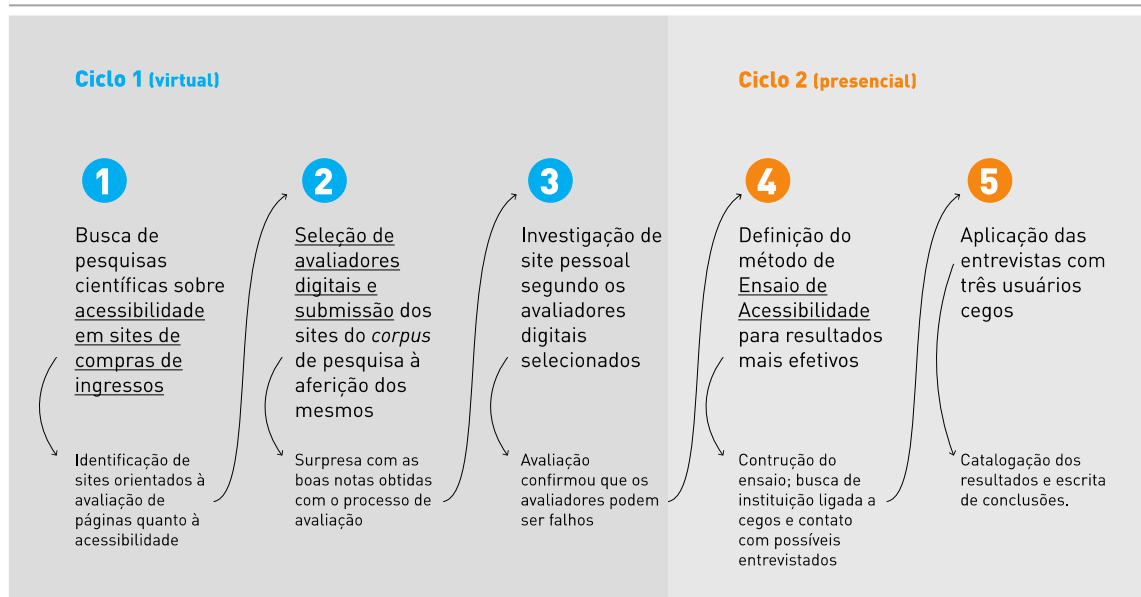 Ciclo 1 (virtual)
1
Busca de
pesquisas
científicas sobre
acessibilidade
em sites de
compras de
ingressos
Identificação de
sites orientados à
avaliação de
páginas quanto à
acessibilidade
2
Seleção de
avaliadores
digitais e
submissão dos
sites do corpus
de pesquisa à
aferição dos
mesmos
Surpresa com as
boas notas obtidas
com o processo de
avaliação
3
Investigação de
site pessoal
segundo os
avaliadores
digitais
selecionados
Avaliação
confirmou que os
avaliadores podem
ser falhos
Ciclo 2 (presencial)
4
Definição do
método de
Ensaio de
Acessibilidade
para resultados
mais efetivos
Contrução do
ensaio; busca de
instituição ligada a
cegos e contato
com possíveis
entrevistados
5
Aplicação das
entrevistas com
três usuários
cegos
Catalogação dos
resultados e escrita
de conclusões.